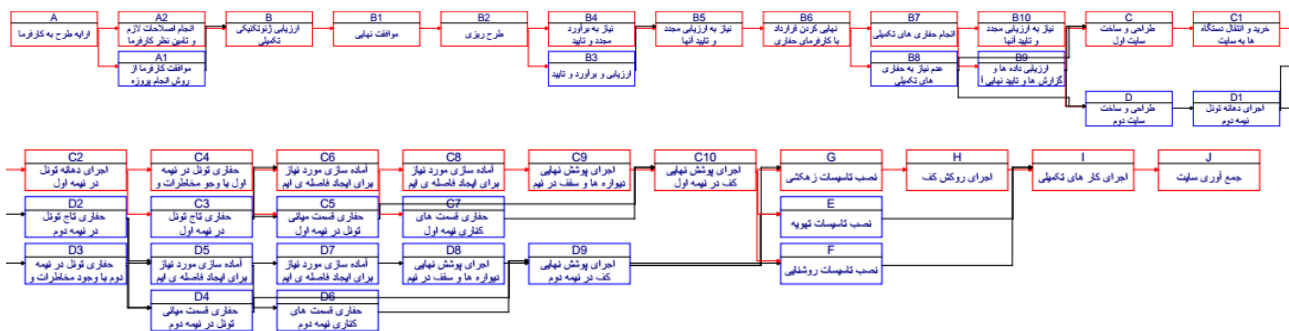 A
ارایه طرح به کارفرما
A2
انجام اصلاحات لازم
و تامین نظر کارفرما
B
ارزیابی ژئوتکنیکی
تکمیلی
B1
موافقت نهایی
B2
طرح ریزی
B4
نیاز به برآورد
مجدد و تایید
B5
نیاز به ارزیابی مجدد
و تایید آنها
B6
نهایی کردن قرارداد
با کارفرمای حفاری
B7
انجام حفاری های تکمیلی
B10
نیاز به ارزیابی مجدد
و تایید آنها
C
طراحی و ساخت
سایت اول
C1
خرید و انتقال دستگاه
ها به سایت
A1
موافقت کارفرما از
روش انجام پروژه
B3
ارزیابی و برآورد و تایید
B8
عدم نیاز به حفاری
های تکمیلی
B9
ارزیابی داده ها و
گزارش ها و تایید نهایی آ
D
طراحی و ساخت
سایت دوم
D1
اجرای دهانه تونل
نیمه دوم
C2
اجرای دهانه تونل
در نیمه اول
C4
حفاری تونل در نیمه
اول با وجو مخاطرات و
C6
آماده سازی مورد نیاز
برای ایجاد فاصله ی ایم
C8
آماده سازی مورد نیاز
برای ایجاد فاصله ی ایم
C9
اجرای پوشش نهایی
دیواره ها و سقف در نیم
C10
اجرای پوشش نهایی
کف در نیمه اول
G
نصب تاسیسات زهکشی
H
اجرای روکش کف
I
اجرای کار های تکمیلی
J
جمع آوری سایت
D2
حفاری تاج تونل
در نیمه دوم
C3
حفاری تاج تونل
در نیمه اول
C5
حفاری قسمت میانی
تونل در نیمه اول
C7
حفاری قسمت های
کناری نیمه اول
E
نصب تاسیسات تهویه
D3
حفاری تونل در نیمه
دوم با وجود مخاطرات و
D5
آماده سازی مورد نیاز
برای ایجاد فاصله ی ایم
D7
آماده سازی مورد نیاز
برای ایجاد فاصله ی ایم
D8
اجرای پوشش نهایی
دیواره ها و سقف در نیم
D9
اجرای پوشش نهایی
کف در نیمه دوم
F
نصب تاسیسات روشنایی
D4
حفاری قسمت میانی
تونل در نیمه دوم
D6
حفاری قسمت های
کناری نیمه دوم